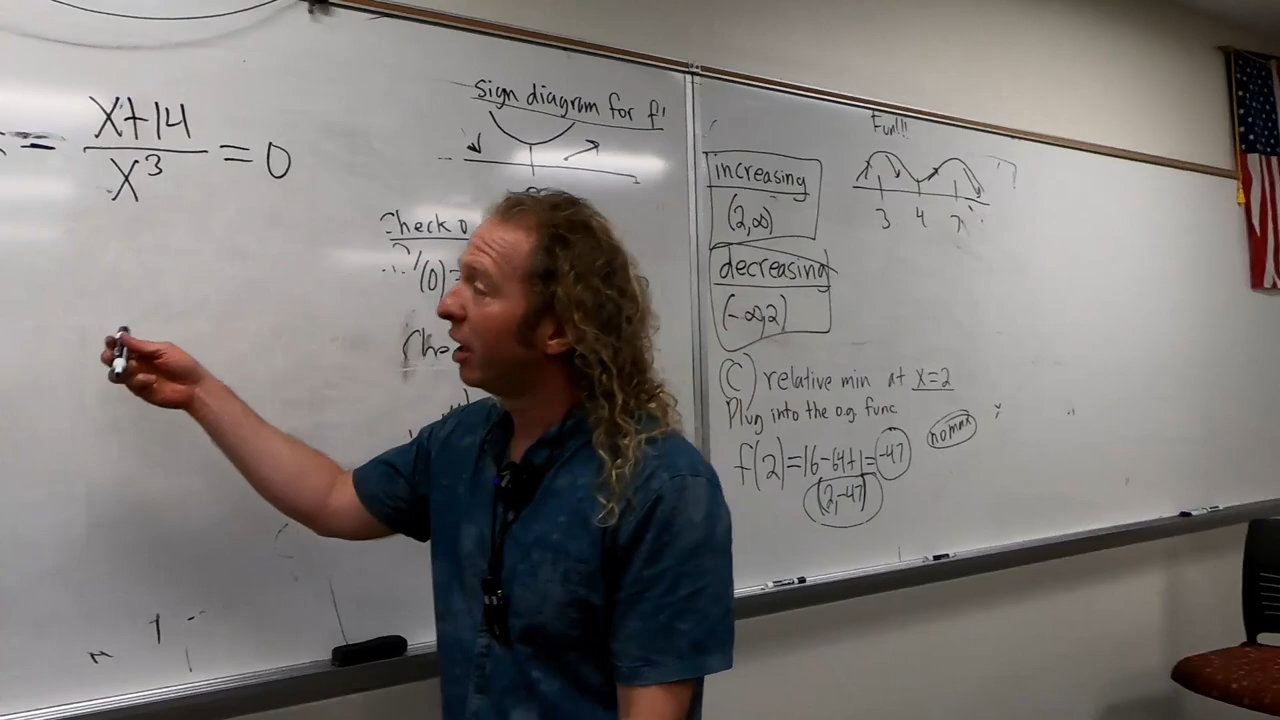 = X+14 / X³ = 0
sign diagram for f'
Check 0
(0)=
increasing
(2,∞)
decreasing
(-∞,2)
Fun!!!
3 4 7
(C) relative min at x=2
Plug into the o.g. func
no max
f(2)=16-64+1=-47
(2,-47)